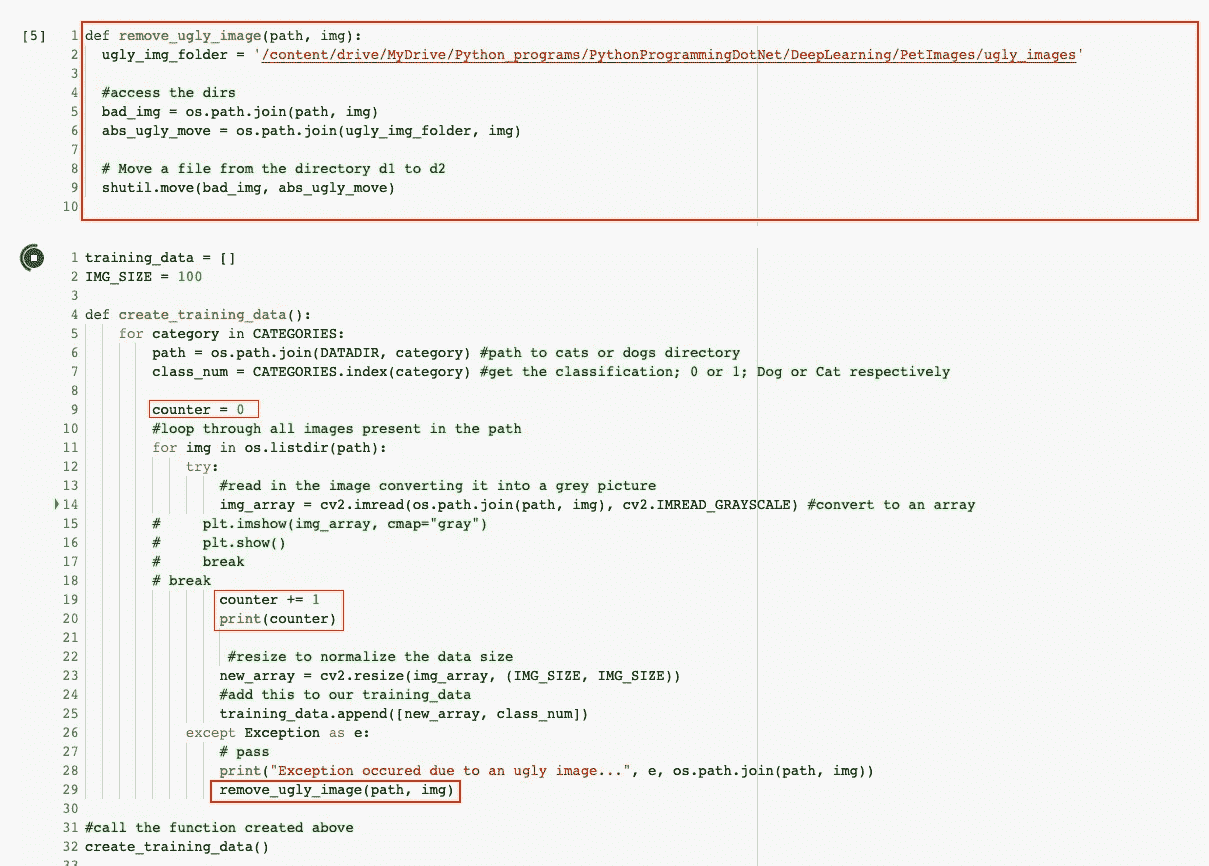 [5] 1 def remove_ugly_image(path, img):
2   ugly_img_folder = '/content/drive/MyDrive/Python_programs/PythonProgrammingDotNet/DeepLearning/PetImages/ugly_images'
3
4   #access the dirs
5   bad_img = os.path.join(path, img)
6   abs_ugly_move = os.path.join(ugly_img_folder, img)
7
8   # Move a file from the directory d1 to d2
9   shutil.move(bad_img, abs_ugly_move)
10
1 training_data = []
2 IMG_SIZE = 100
3
4 def create_training_data():
5     for category in CATEGORIES:
6         path = os.path.join(DATADIR, category) #path to cats or dogs directory
7         class_num = CATEGORIES.index(category) #get the classification; 0 or 1; Dog or Cat respectively
8
9         counter = 0
10         #loop through all images present in the path
11         for img in os.listdir(path):
12             try:
13                 #read in the image converting it into a grey picture
14                 img_array = cv2.imread(os.path.join(path, img), cv2.IMREAD_GRAYSCALE) #convert to an array
15         #     plt.imshow(img_array, cmap="gray")
16         #     plt.show()
17         #     break
18         # break
19                 counter += 1
20                 print(counter)
21
22                  #resize to normalize the data size
23                 new_array = cv2.resize(img_array, (IMG_SIZE, IMG_SIZE))
24                 #add this to our training_data
25                 training_data.append([new_array, class_num])
26             except Exception as e:
27                 # pass
28                 print("Exception occured due to an ugly image...", e, os.path.join(path, img))
29                 remove_ugly_image(path, img)
30
31 #call the function created above
32 create_training_data()
33